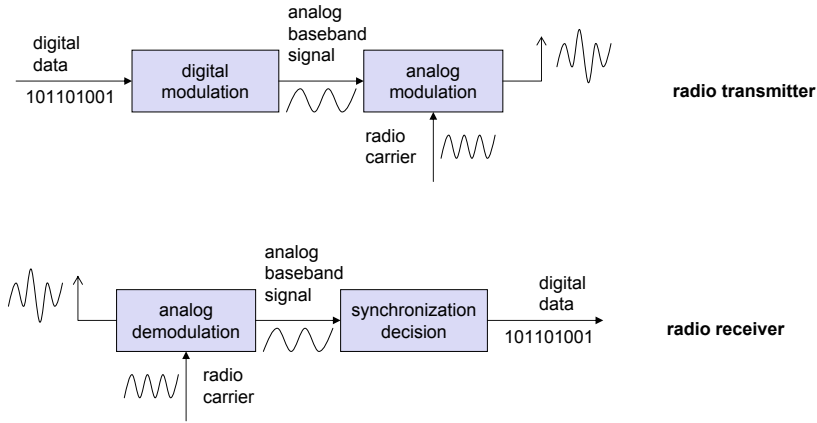 analog
baseband
signal
digital
data
101101001
digital
modulation
analog
modulation
radio
carrier
radio transmitter
analog
baseband
signal
analog
demodulation
synchronization
decision
digital
data
101101001
radio
carrier
radio receiver